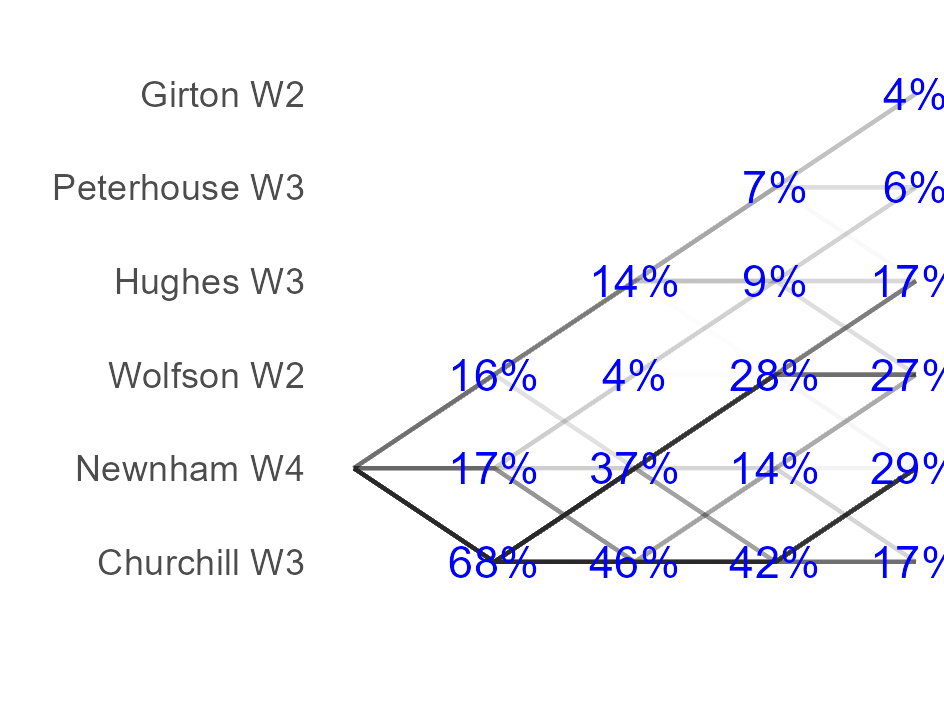 Girton W2 4%
Peterhouse W3 7% 6%
Hughes W3 14% 9% 17%
Wolfson W2 16% 4% 28% 27%
Newnham W4 17% 37% 14% 29%
Churchill W3 68% 46% 42% 17%